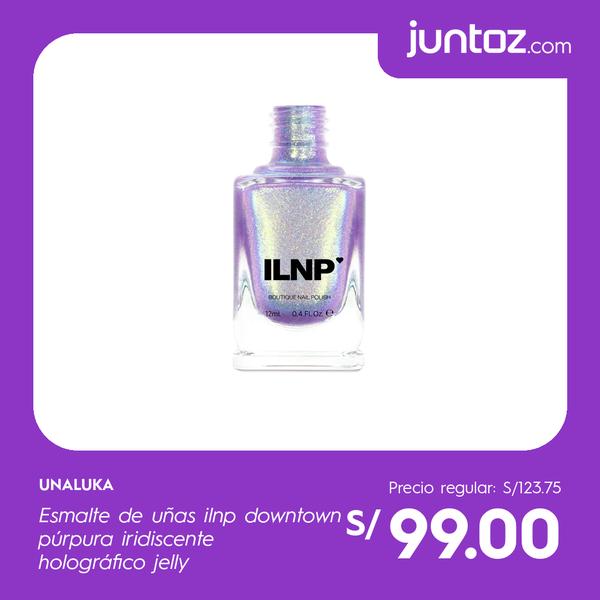 juntoz.com
ILNP
BOUTIQUE NAIL POLISH
12ml. 0.4 Fl.Oz. ℮
UNALUKA
Precio regular: S/123.75
Esmalte de uñas ilnp downtown
púrpura iridiscente
holográfico jelly
S/ 99.00